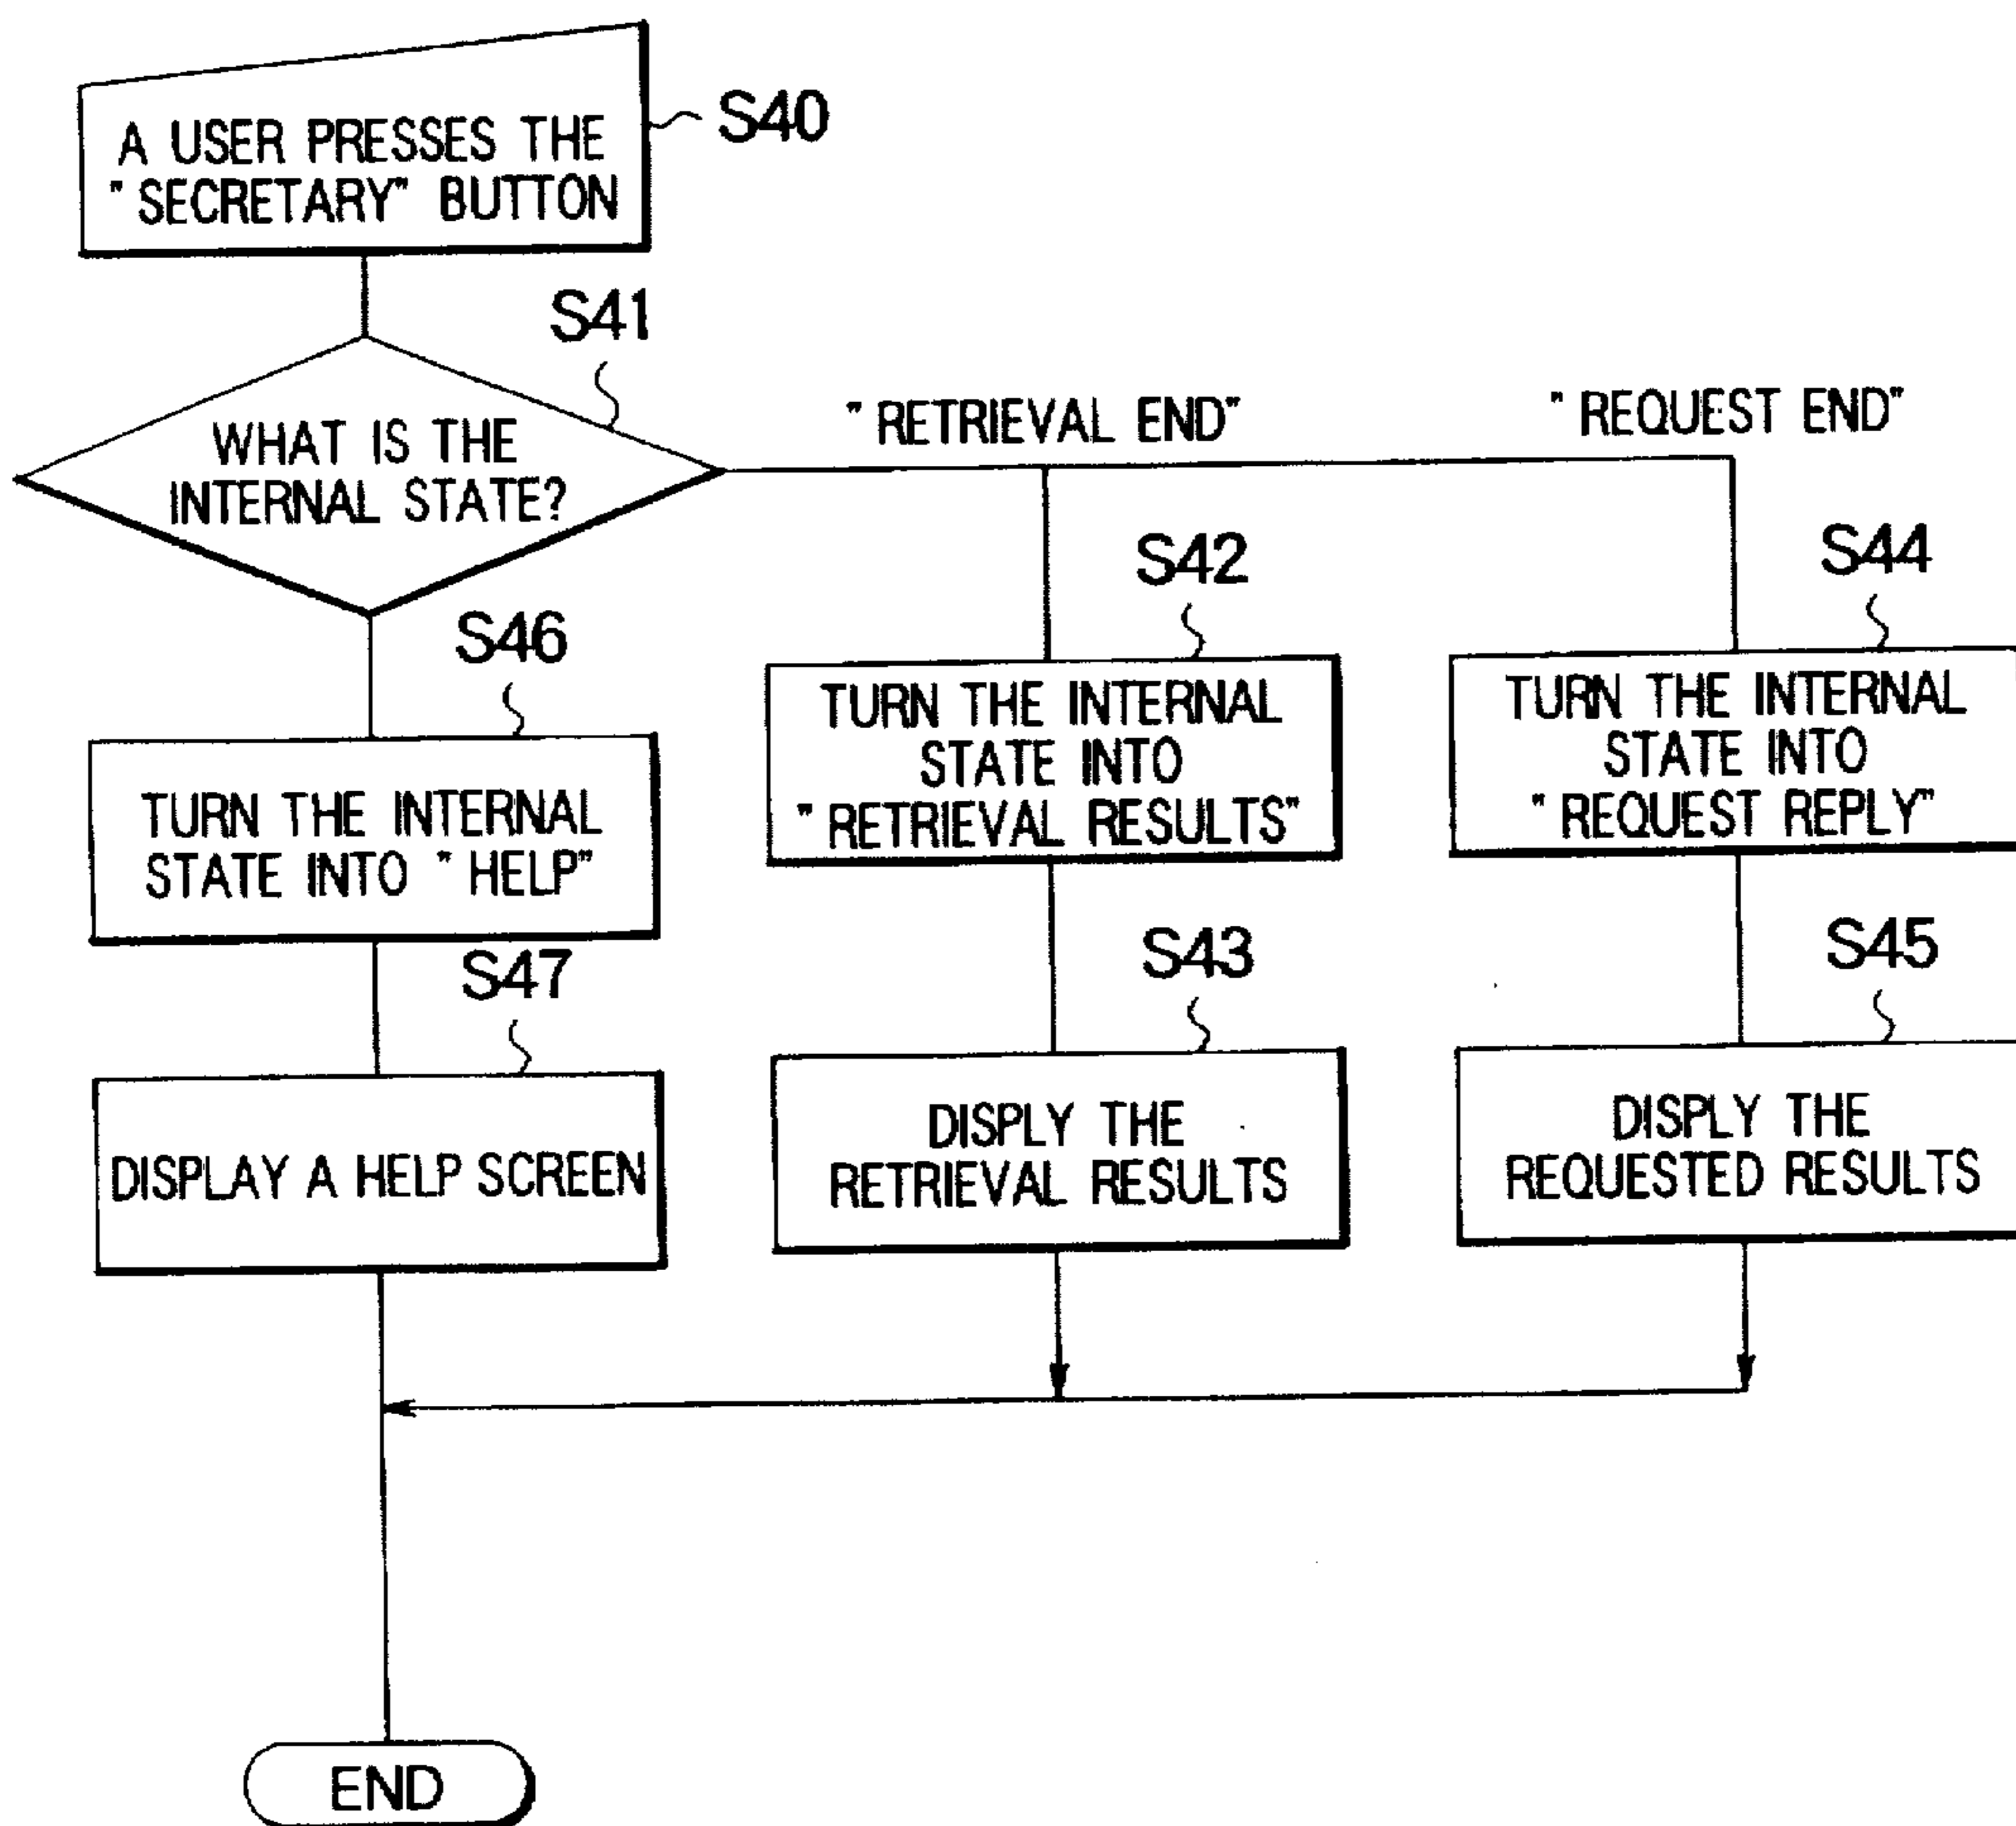 A USER PRESSES THE
"SECRETARY" BUTTON
S40
S41
WHAT IS THE
INTERNAL STATE?
"RETRIEVAL END"
"REQUEST END"
S46
TURN THE INTERNAL
STATE INTO "HELP"
S47
DISPLAY A HELP SCREEN
S42
TURN THE INTERNAL
STATE INTO
"RETRIEVAL RESULTS"
S43
DISPLY THE
RETRIEVAL RESULTS
S44
TURN THE INTERNAL
STATE INTO
"REQUEST REPLY"
S45
DISPLY THE
REQUESTED RESULTS
END